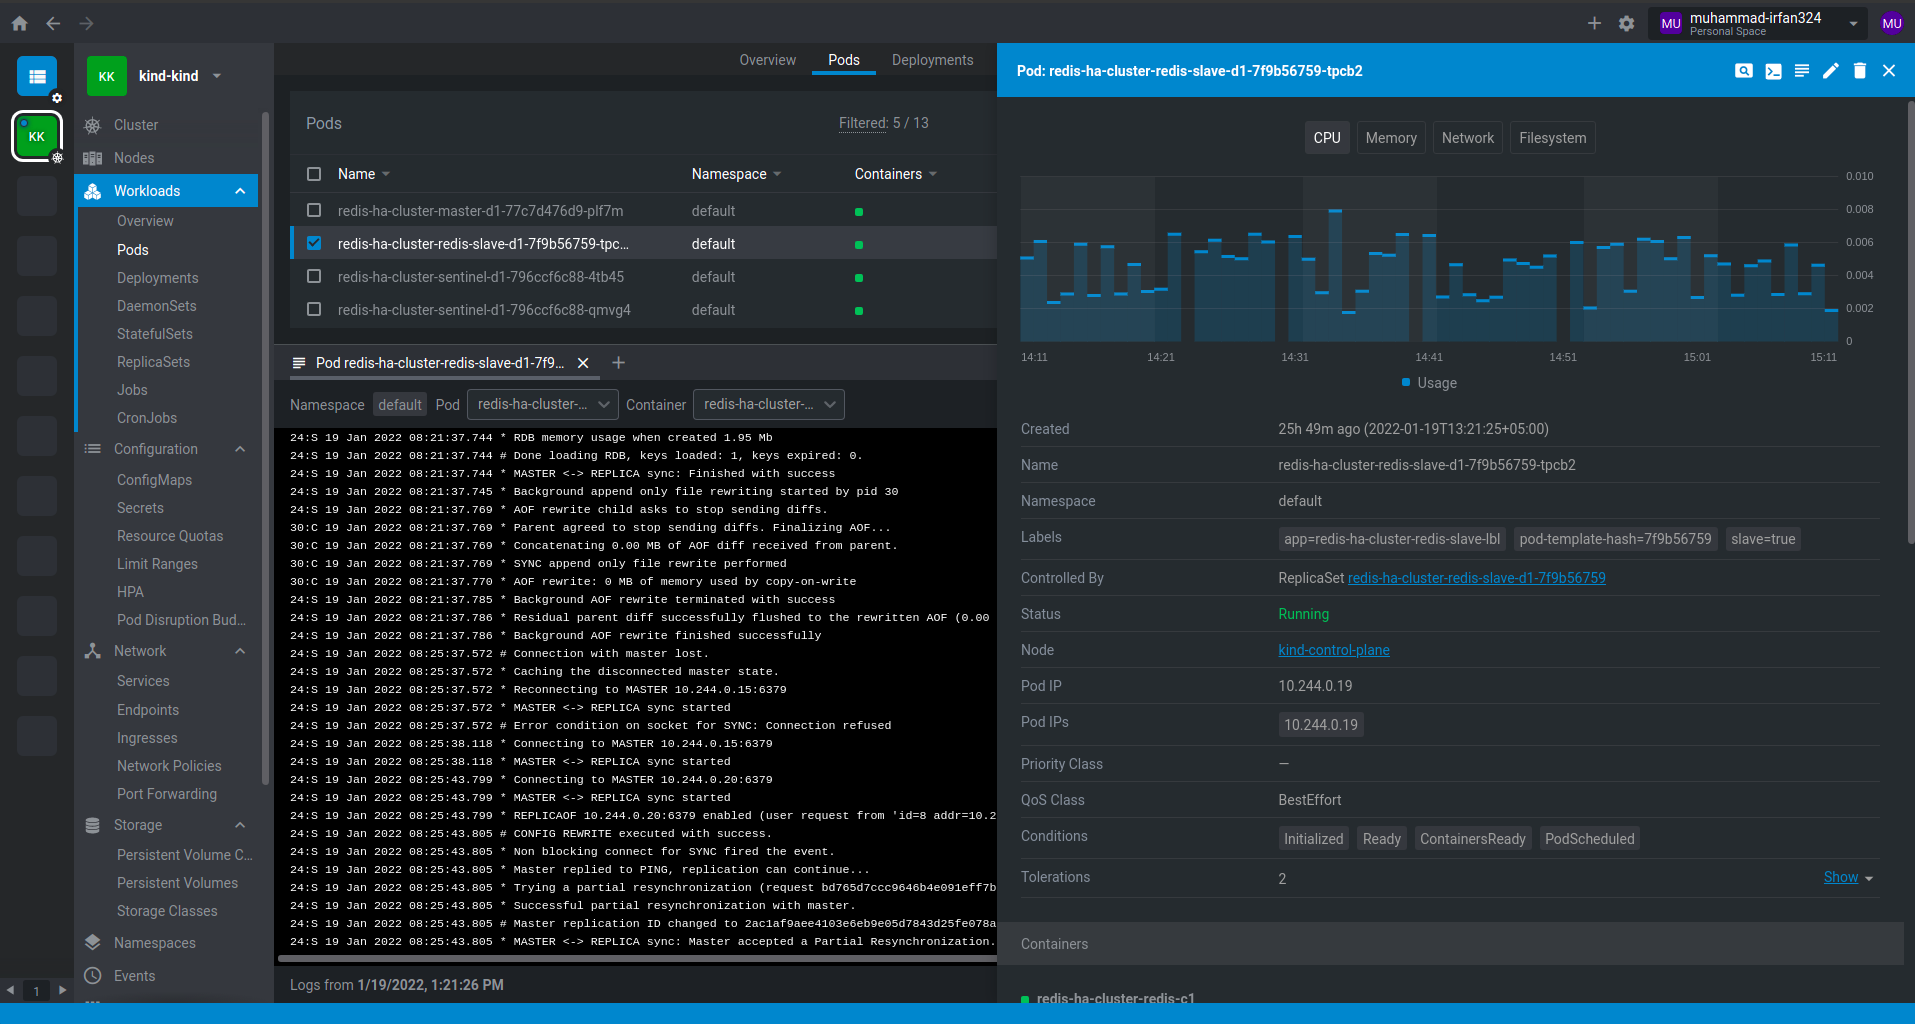 MU
muhammad-irfan324
Personal Space
MU
KK
kind-kind
KK
Cluster
Nodes
Workloads
Overview
Pods
Deployments
DaemonSets
StatefulSets
ReplicaSets
Jobs
CronJobs
Configuration
ConfigMaps
Secrets
Resource Quotas
Limit Ranges
HPA
Pod Disruption Bud...
Network
Services
Endpoints
Ingresses
Network Policies
Port Forwarding
Storage
Persistent Volume C...
Persistent Volumes
Storage Classes
Namespaces
Events
1
Overview Pods Deployments
Pods Filtered: 5 / 13
Name Namespace Containers
redis-ha-cluster-master-d1-77c7d476d9-plf7m default
redis-ha-cluster-redis-slave-d1-7f9b56759-tpc... default
redis-ha-cluster-sentinel-d1-796ccf6c88-4tb45 default
redis-ha-cluster-sentinel-d1-796ccf6c88-qmvg4 default
Pod redis-ha-cluster-redis-slave-d1-7f9...
Namespace default Pod redis-ha-cluster-... Container redis-ha-cluster-...
24:S 19 Jan 2022 08:21:37.744 * RDB memory usage when created 1.95 Mb
24:S 19 Jan 2022 08:21:37.744 # Done loading RDB, keys loaded: 1, keys expired: 0.
24:S 19 Jan 2022 08:21:37.744 * MASTER <-> REPLICA sync: Finished with success
24:S 19 Jan 2022 08:21:37.745 * Background append only file rewriting started by pid 30
24:S 19 Jan 2022 08:21:37.769 * AOF rewrite child asks to stop sending diffs.
30:C 19 Jan 2022 08:21:37.769 * Parent agreed to stop sending diffs. Finalizing AOF...
30:C 19 Jan 2022 08:21:37.769 * Concatenating 0.00 MB of AOF diff received from parent.
30:C 19 Jan 2022 08:21:37.769 * SYNC append only file rewrite performed
30:C 19 Jan 2022 08:21:37.770 * AOF rewrite: 0 MB of memory used by copy-on-write
24:S 19 Jan 2022 08:21:37.785 * Background AOF rewrite terminated with success
24:S 19 Jan 2022 08:21:37.786 * Residual parent diff successfully flushed to the rewritten AOF (0.00
24:S 19 Jan 2022 08:21:37.786 * Background AOF rewrite finished successfully
24:S 19 Jan 2022 08:25:37.572 # Connection with master lost.
24:S 19 Jan 2022 08:25:37.572 * Caching the disconnected master state.
24:S 19 Jan 2022 08:25:37.572 * Reconnecting to MASTER 10.244.0.15:6379
24:S 19 Jan 2022 08:25:37.572 * MASTER <-> REPLICA sync started
24:S 19 Jan 2022 08:25:37.572 # Error condition on socket for SYNC: Connection refused
24:S 19 Jan 2022 08:25:38.118 * Connecting to MASTER 10.244.0.15:6379
24:S 19 Jan 2022 08:25:38.118 * MASTER <-> REPLICA sync started
24:S 19 Jan 2022 08:25:43.799 * Connecting to MASTER 10.244.0.20:6379
24:S 19 Jan 2022 08:25:43.799 * MASTER <-> REPLICA sync started
24:S 19 Jan 2022 08:25:43.799 * REPLICAOF 10.244.0.20:6379 enabled (user request from 'id=8 addr=10.2
24:S 19 Jan 2022 08:25:43.805 # CONFIG REWRITE executed with success.
24:S 19 Jan 2022 08:25:43.805 * Non blocking connect for SYNC fired the event.
24:S 19 Jan 2022 08:25:43.805 * Master replied to PING, replication can continue...
24:S 19 Jan 2022 08:25:43.805 * Trying a partial resynchronization (request bd765d7ccc9646b4e091eff7b
24:S 19 Jan 2022 08:25:43.805 * Successful partial resynchronization with master.
24:S 19 Jan 2022 08:25:43.805 # Master replication ID changed to 2ac1af9aee4103e6eb9e05d7843d25fe078a
24:S 19 Jan 2022 08:25:43.805 * MASTER <-> REPLICA sync: Master accepted a Partial Resynchronization.
Logs from 1/19/2022, 1:21:26 PM
Pod: redis-ha-cluster-redis-slave-d1-7f9b56759-tpcb2
CPU Memory Network Filesystem
0.010
0.008
0.006
0.004
0.002
0
14:11 14:21 14:31 14:41 14:51 15:01 15:11
Usage
Created 25h 49m ago (2022-01-19T13:21:25+05:00)
Name redis-ha-cluster-redis-slave-d1-7f9b56759-tpcb2
Namespace default
Labels app=redis-ha-cluster-redis-slave-lbl pod-template-hash=7f9b56759 slave=true
Controlled By ReplicaSet redis-ha-cluster-redis-slave-d1-7f9b56759
Status Running
Node kind-control-plane
Pod IP 10.244.0.19
Pod IPs 10.244.0.19
Priority Class —
QoS Class BestEffort
Conditions Initialized Ready ContainersReady PodScheduled
Tolerations 2 Show
Containers
redis-ha-cluster-redis-c1